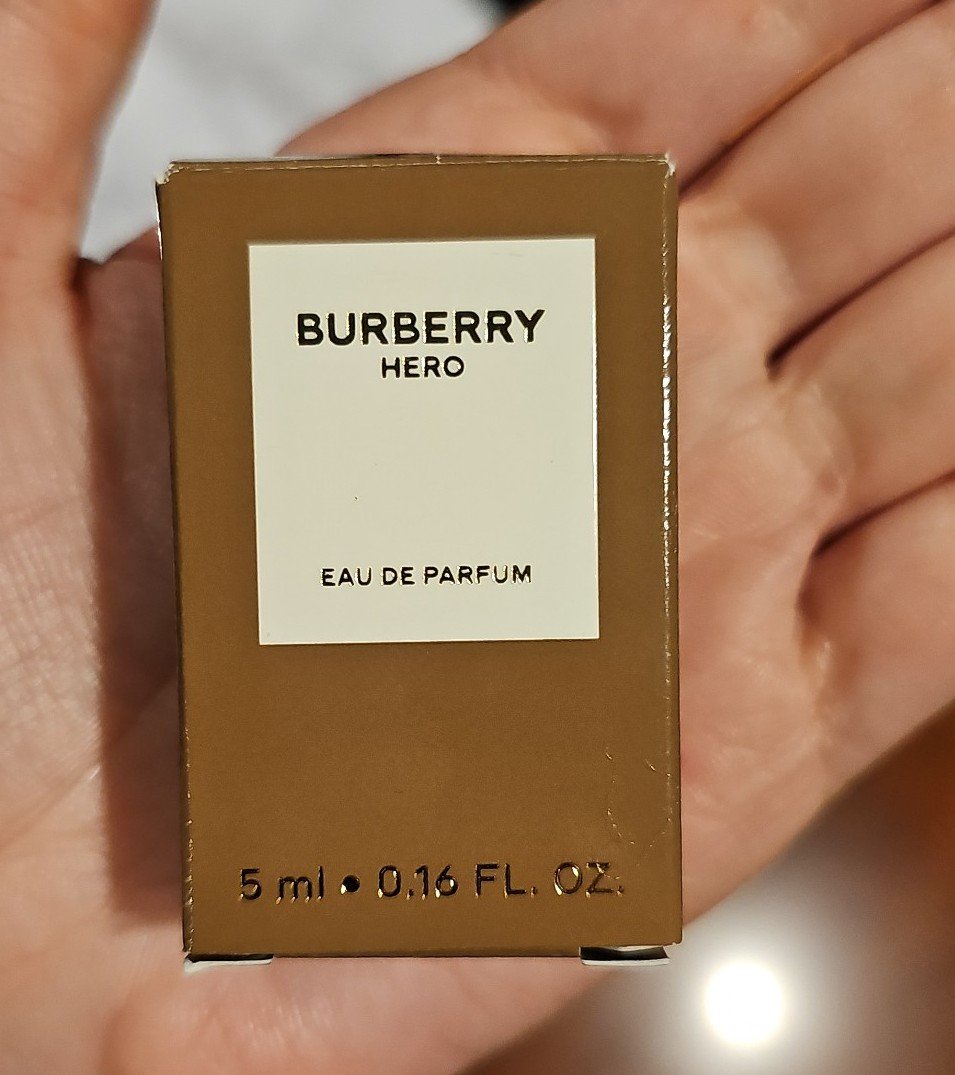 BURBERRY
HERO
EAU DE PARFUM
5 ml • 0.16 FL. OZ.